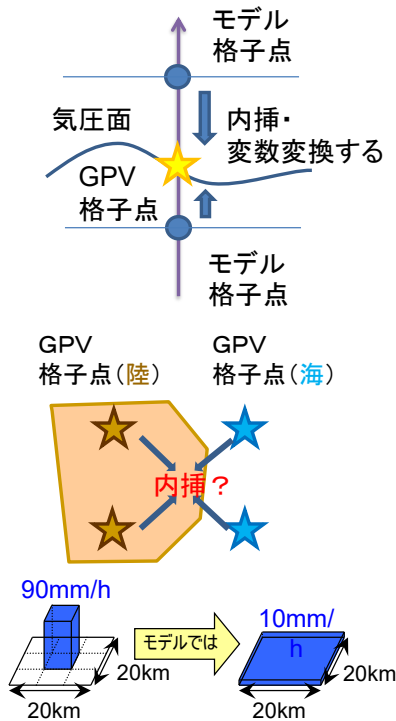 モデル
格子点
気圧面
内挿・
変数変換する
GPV
格子点
モデル
格子点
GPV
格子点（陸）
GPV
格子点（海）
内挿？
90mm/h
モデルでは
10mm/
h
20km
20km
20km
20km